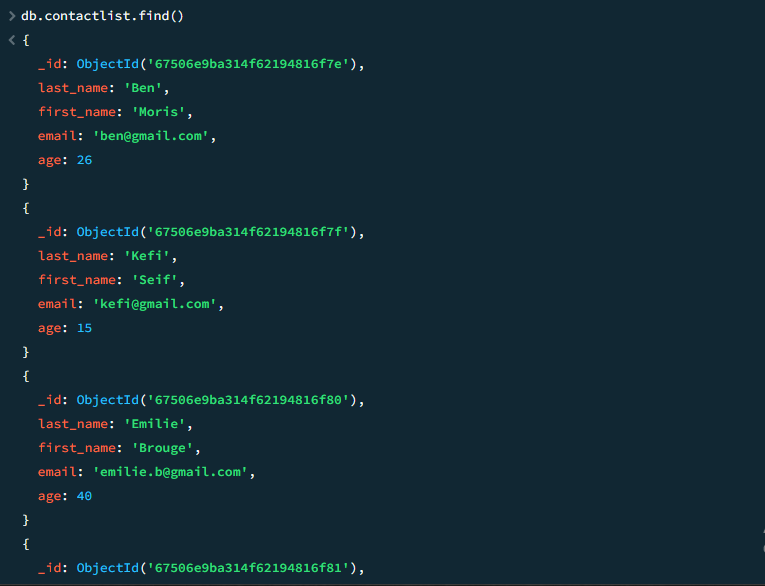 > db.contactlist.find()
< {
_id: ObjectId('67506e9ba314f62194816f7e'),
last_name: 'Ben',
first_name: 'Moris',
email: 'ben@gmail.com',
age: 26
}
{
_id: ObjectId('67506e9ba314f62194816f7f'),
last_name: 'Kefi',
first_name: 'Seif',
email: 'kefi@gmail.com',
age: 15
}
{
_id: ObjectId('67506e9ba314f62194816f80'),
last_name: 'Emilie',
first_name: 'Brouge',
email: 'emilie.b@gmail.com',
age: 40
}
{
_id: ObjectId('67506e9ba314f62194816f81'),